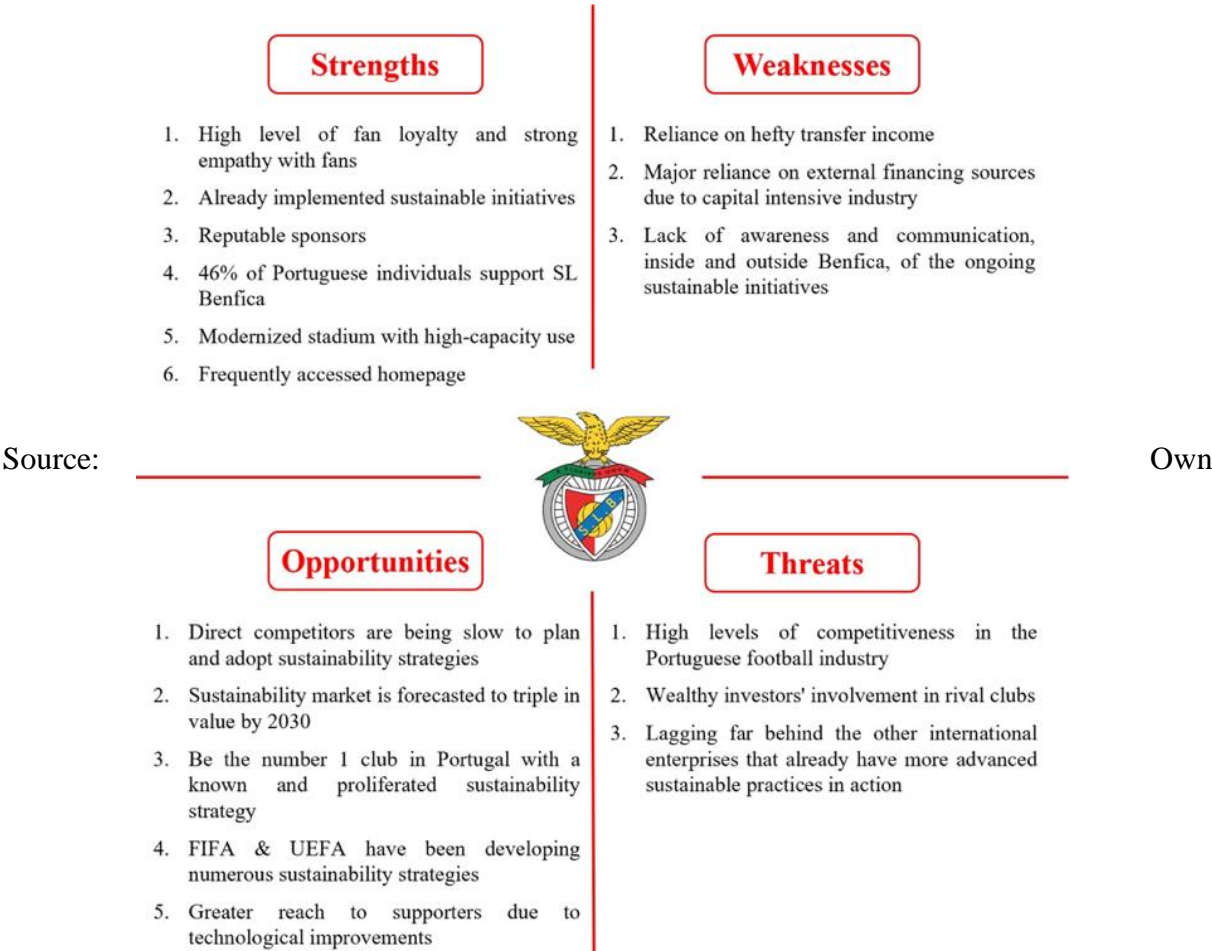 Strengths
1. High level of fan loyalty and strong
empathy with fans
2. Already implemented sustainable initiatives
3. Reputable sponsors
4. 46% of Portuguese individuals support SL
Benfica
5. Modernized stadium with high-capacity use
6. Frequently accessed homepage
Weaknesses
1. Reliance on hefty transfer income
2. Major reliance on external financing sources
due to capital intensive industry
3. Lack of awareness and communication,
inside and outside Benfica, of the ongoing
sustainable initiatives
Source: Own
E PLURIBUS UNUM
S.L.B.
Opportunities
1. Direct competitors are being slow to plan
and adopt sustainability strategies
2. Sustainability market is forecasted to triple in
value by 2030
3. Be the number 1 club in Portugal with a
known and proliferated sustainability
strategy
4. FIFA & UEFA have been developing
numerous sustainability strategies
5. Greater reach to supporters due to
technological improvements
Threats
1. High levels of competitiveness in the
Portuguese football industry
2. Wealthy investors' involvement in rival clubs
3. Lagging far behind the other international
enterprises that already have more advanced
sustainable practices in action